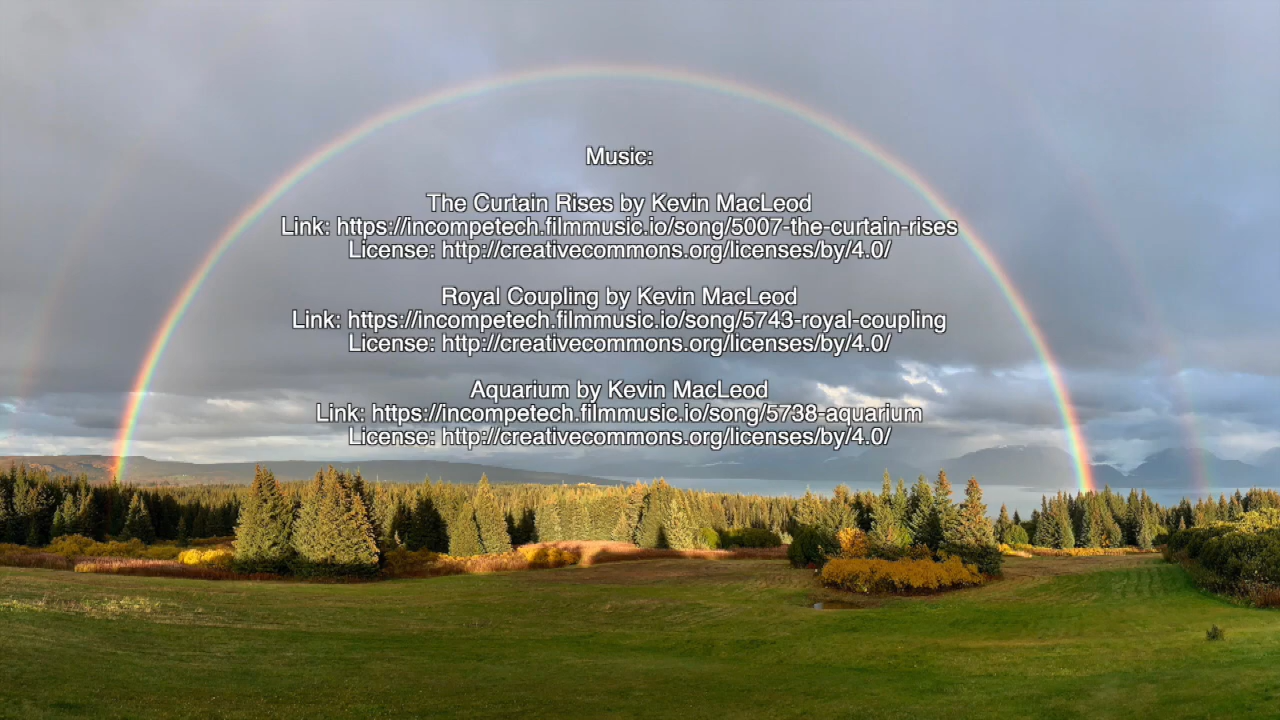 Music:
The Curtain Rises by Kevin MacLeod
Link: https://incompetech.filmmusic.io/song/5007-the-curtain-rises
License: http://creativecommons.org/licenses/by/4.0/
Royal Coupling by Kevin MacLeod
Link: https://incompetech.filmmusic.io/song/5743-royal-coupling
License: http://creativecommons.org/licenses/by/4.0/
Aquarium by Kevin MacLeod
Link: https://incompetech.filmmusic.io/song/5738-aquarium
License: http://creativecommons.org/licenses/by/4.0/